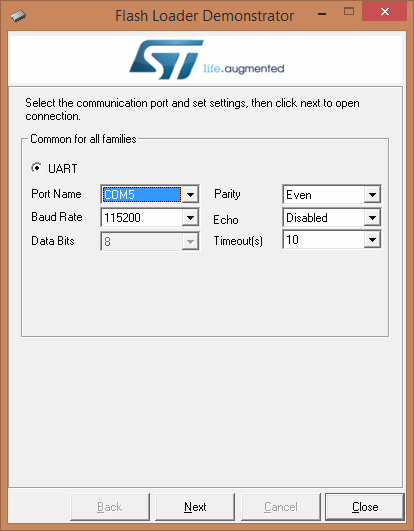 Flash Loader Demonstrator
ST
life.augmented
Select the communication port and set settings, then click next to open
connection.
Common for all families
UART
Port Name COM5 Parity Even
Baud Rate 115200 Echo Disabled
Data Bits 8 Timeout(s) 10
Back Next Cancel Close